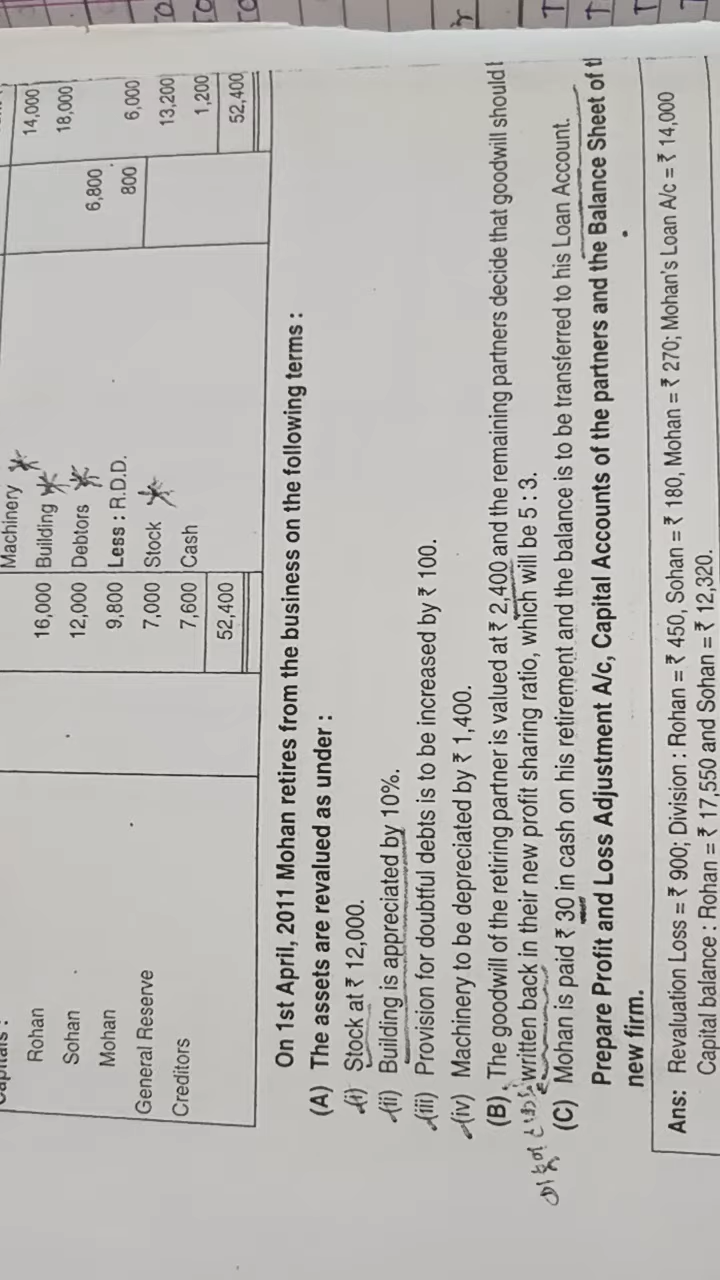 Capitals :
Machinery 14,000
Rohan 16,000 Building 18,000
Sohan 12,000 Debtors 6,800
Mohan 9,800 Less : R.D.D. 800 6,000
General Reserve 7,000 Stock 13,200
Creditors 7,600 Cash 1,200
52,400 52,400
On 1st April, 2011 Mohan retires from the business on the following terms :
(A) The assets are revalued as under :
(i) Stock at ₹ 12,000.
(ii) Building is appreciated by 10%.
(iii) Provision for doubtful debts is to be increased by ₹ 100.
(iv) Machinery to be depreciated by ₹ 1,400.
(B) The goodwill of the retiring partner is valued at ₹ 2,400 and the remaining partners decide that goodwill should
written back in their new profit sharing ratio, which will be 5 : 3.
(C) Mohan is paid ₹ 30 in cash on his retirement and the balance is to be transferred to his Loan Account.
Prepare Profit and Loss Adjustment A/c, Capital Accounts of the partners and the Balance Sheet of
new firm.
Ans: Revaluation Loss = ₹ 900; Division : Rohan = ₹ 450, Sohan = ₹ 180, Mohan = ₹ 270; Mohan's Loan A/c = ₹ 14,000
Capital balance : Rohan = ₹ 17,550 and Sohan = ₹ 12,320.